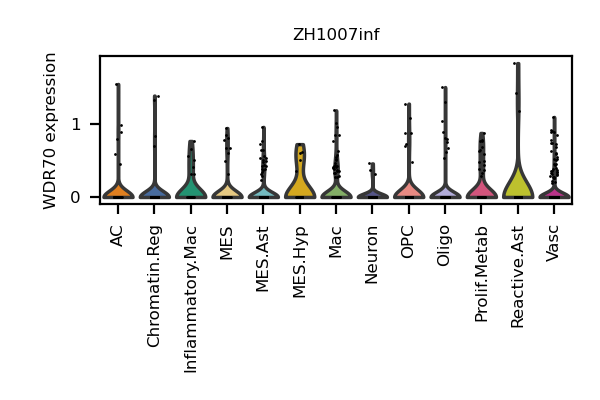 ZH1007inf
WDR70 expression
1
0
AC
Chromatin.Reg
Inflammatory.Mac
MES
MES.Ast
MES.Hyp
Mac
Neuron
OPC
Oligo
Prolif.Metab
Reactive.Ast
Vasc